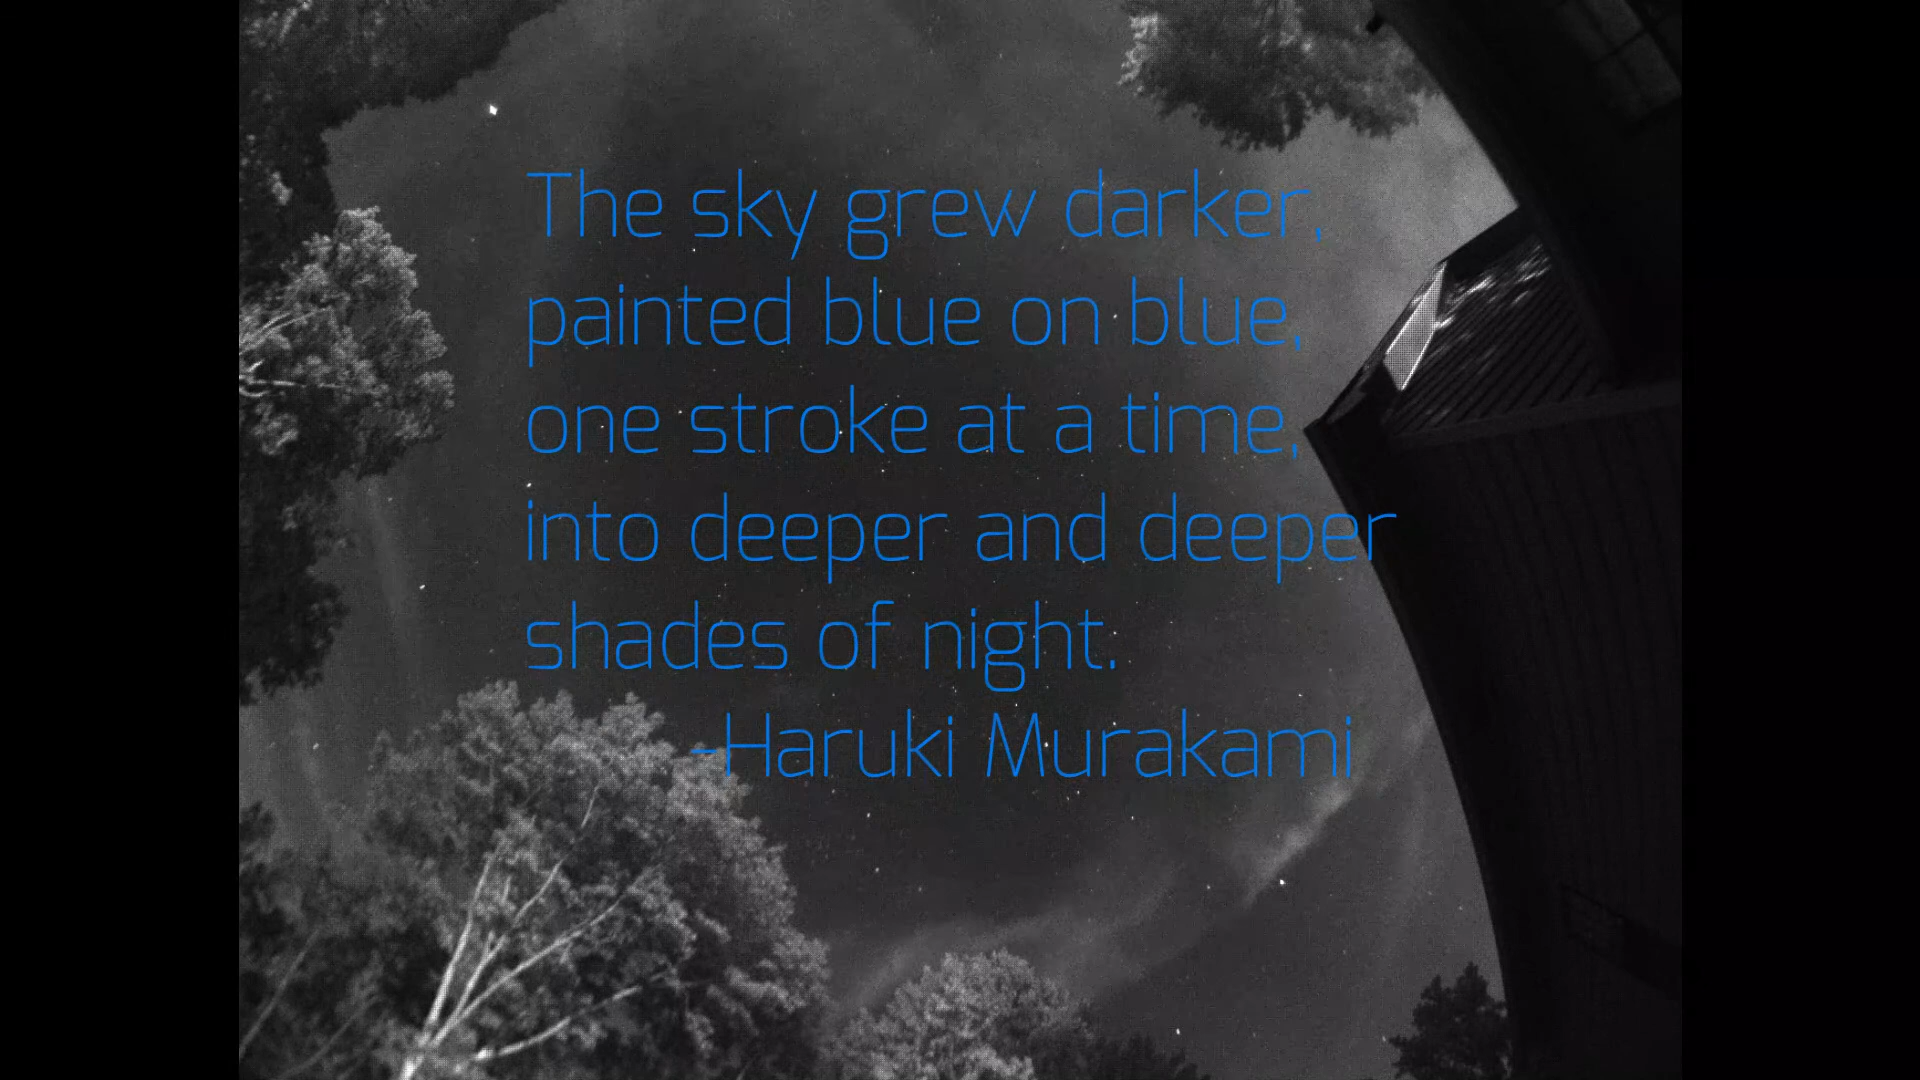 The sky grew darker,
painted blue on blue,
one stroke at a time,
into deeper and deeper
shades of night.
-Haruki Murakami